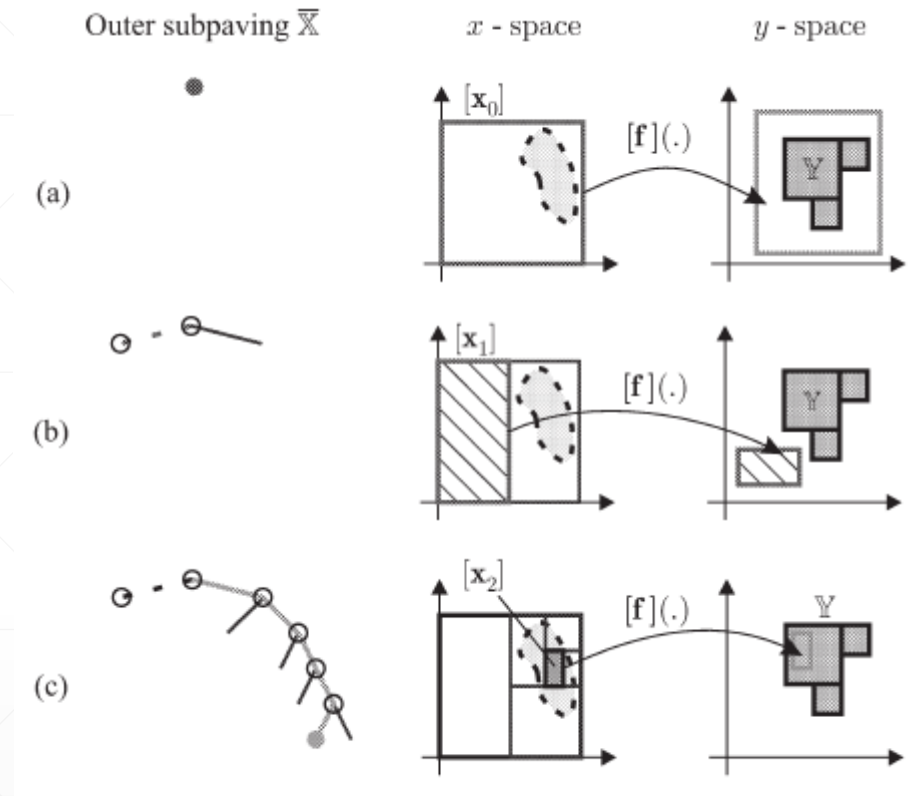 Outer subpaving 𝕏̅ x - space y - space
[x₀]
[f](.)
𝕐
(a)
[x₁]
[f](.)
𝕐
(b)
[x₂]
[f](.)
𝕐
(c)